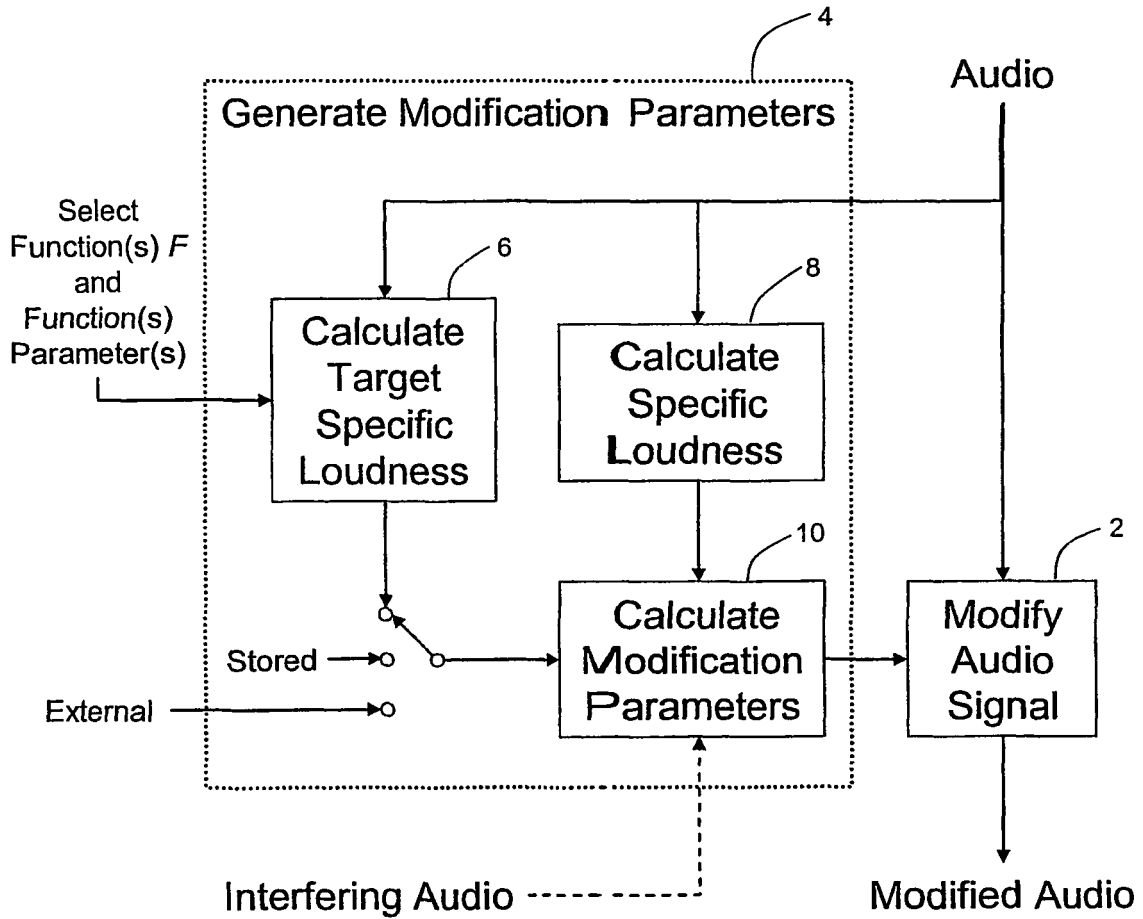 4
Audio
Generate Modification Parameters
Select
Function(s) F
and
Function(s)
Parameter(s)
6
Calculate
Target
Specific
Loudness
8
Calculate
Specific
Loudness
10
Calculate
Modification
Parameters
2
Modify
Audio
Signal
Stored
External
Interfering Audio
Modified Audio